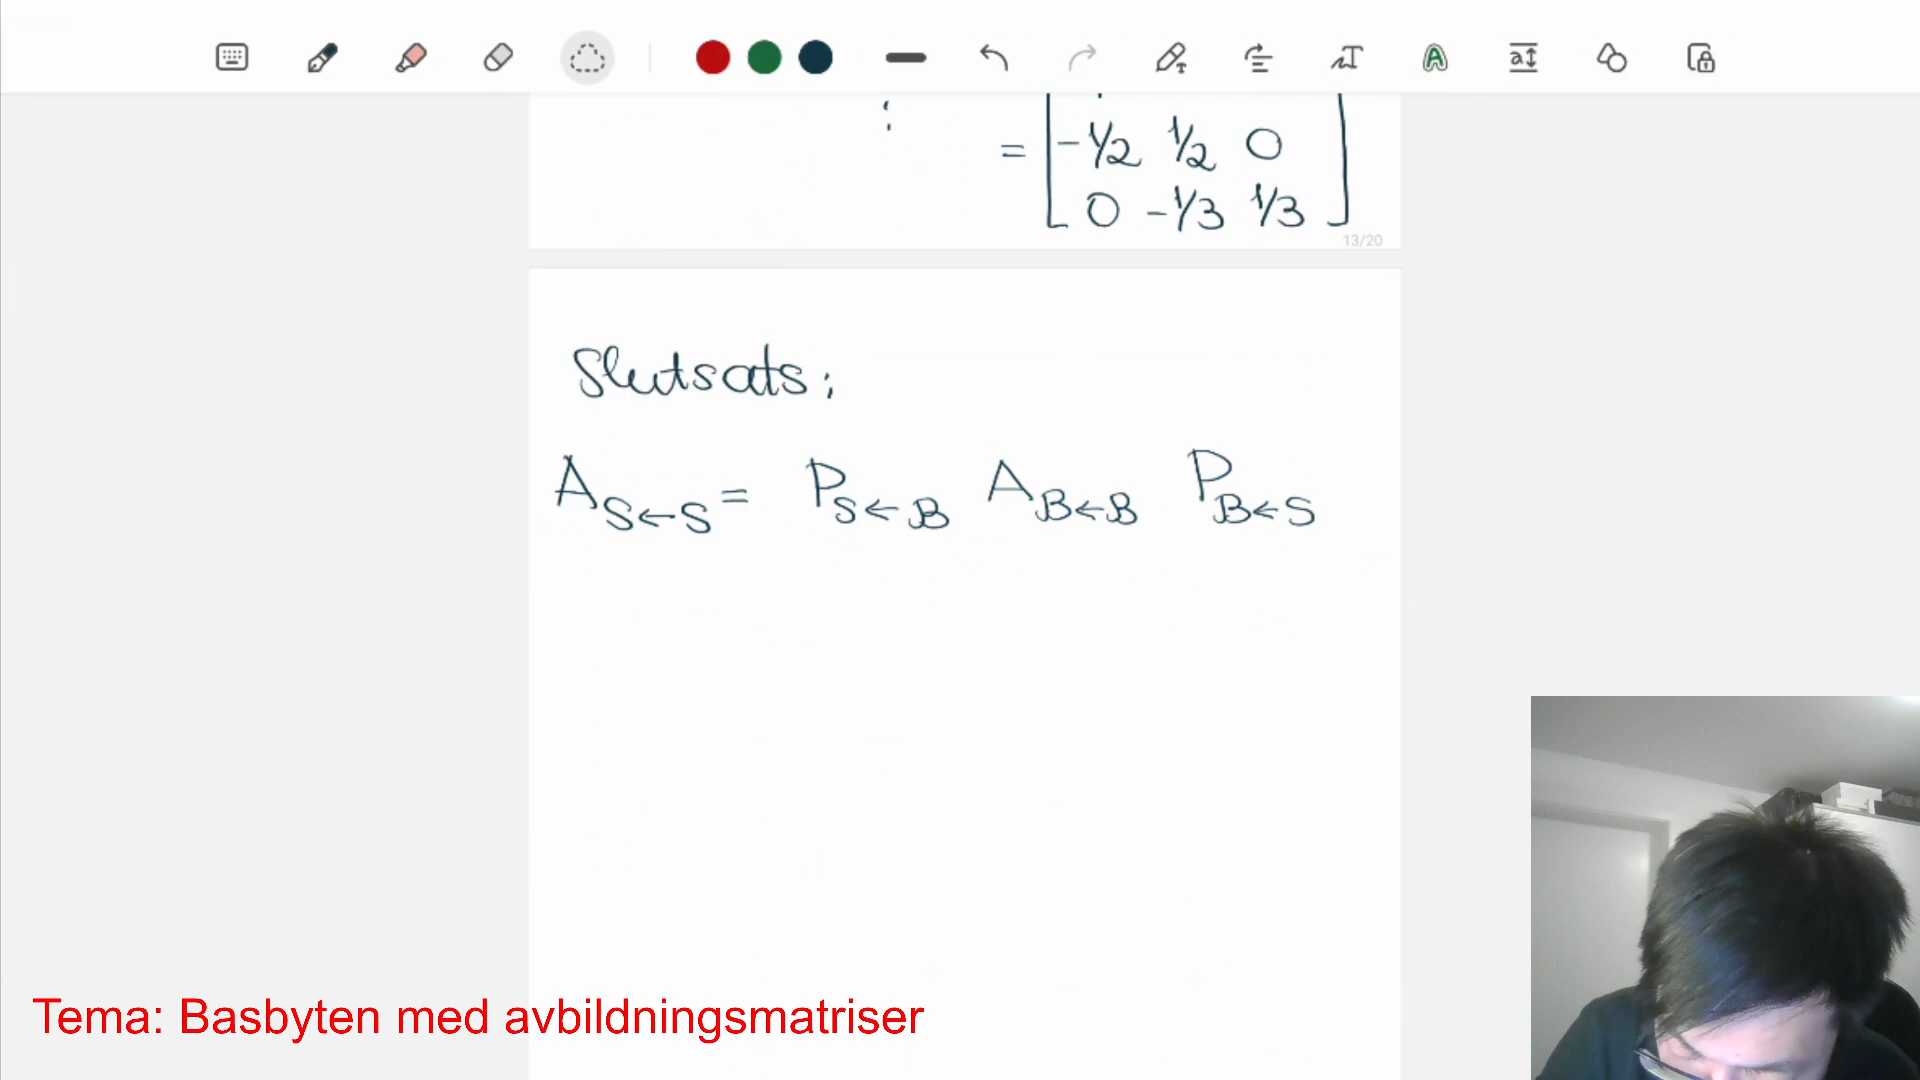 = [ -1/2 1/2 0
0 -1/3 1/3 ]
13/20
Slutsats:
A_{S←S} = P_{S←B} A_{B←B} P_{B←S}
Tema: Basbyten med avbildningsmatriser